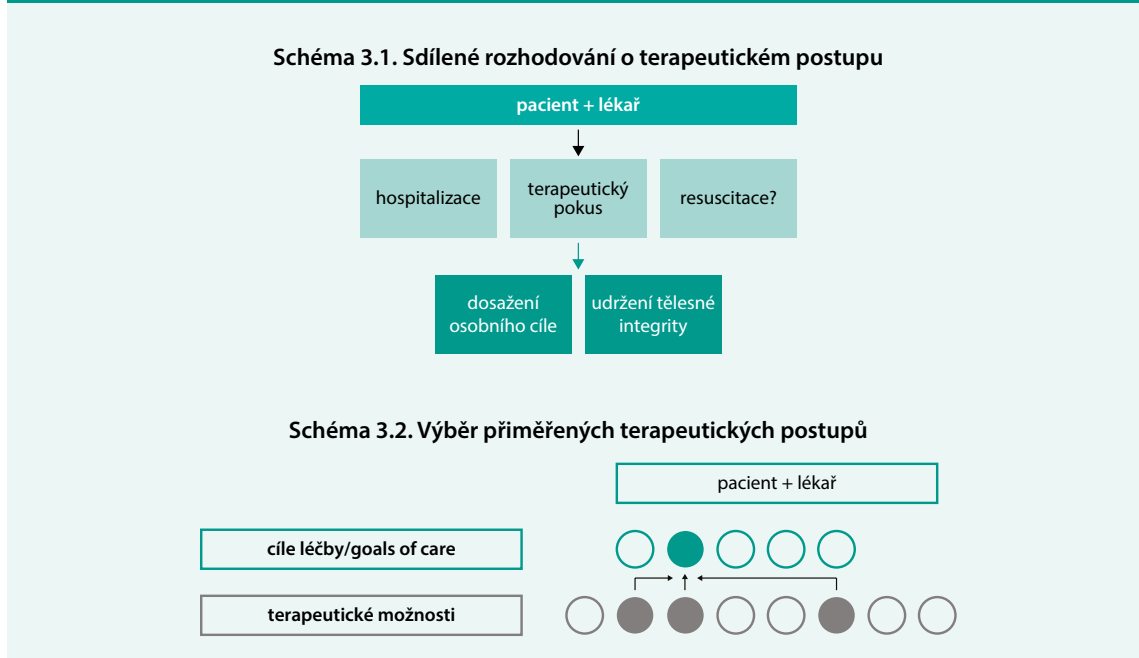 Schéma 3.1. Sdílené rozhodování o terapeutickém postupu
pacient + lékař
hospitalizace
terapeutický
pokus
resuscitace?
dosažení
osobního cíle
udržení tělesné
integrity
Schéma 3.2. Výběr přiměřených terapeutických postupů
pacient + lékař
cíle léčby/goals of care
terapeutické možnosti